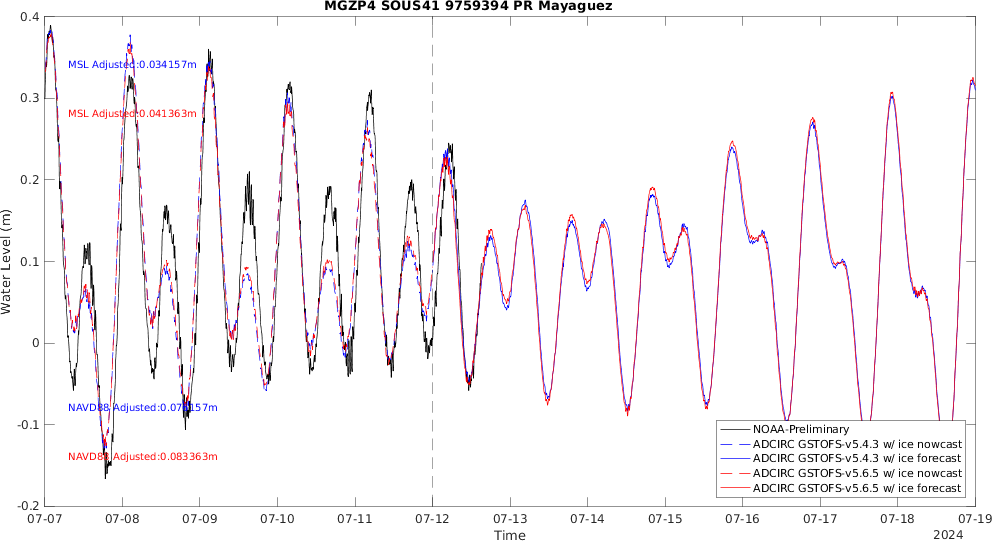 MGZP4 SOUS41 9759394 PR Mayaguez
0.4
0.3
0.2
0.1
0
-0.1
-0.2
Water Level (m)
MSL Adjusted:0.034157m
MSL Adjusted:0.041363m
NAVD88 Adjusted:0.076157m
NAVD88 Adjusted:0.083363m
NOAA-Preliminary
ADCIRC GSTOFS-v5.4.3 w/ ice nowcast
ADCIRC GSTOFS-v5.4.3 w/ ice forecast
ADCIRC GSTOFS-v5.6.5 w/ ice nowcast
ADCIRC GSTOFS-v5.6.5 w/ ice forecast
07-07 07-08 07-09 07-10 07-11 07-12 07-13 07-14 07-15 07-16 07-17 07-18 07-19
Time
2024